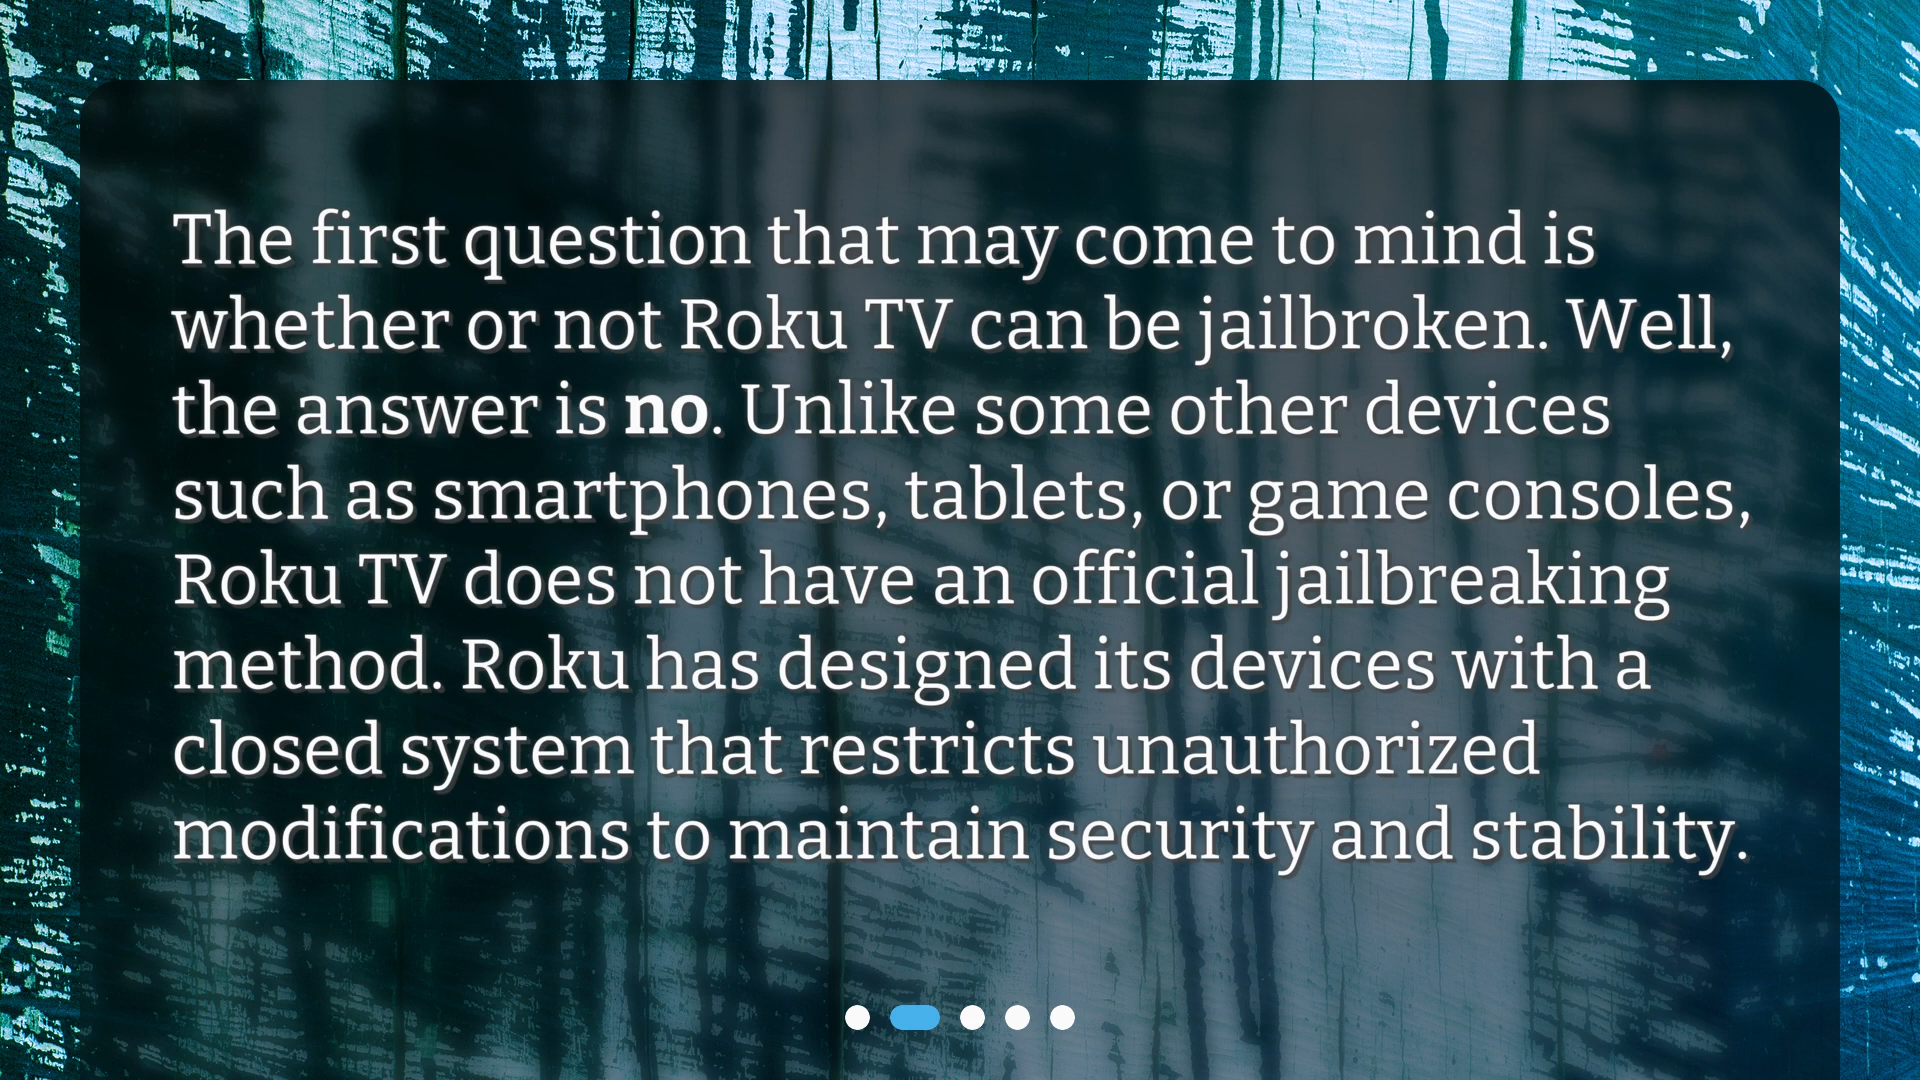 The first question that may come to mind is
whether or not Roku TV can be jailbroken. Well,
the answer is no. Unlike some other devices
such as smartphones, tablets, or game consoles,
Roku TV does not have an official jailbreaking
method. Roku has designed its devices with a
closed system that restricts unauthorized
modifications to maintain security and stability.